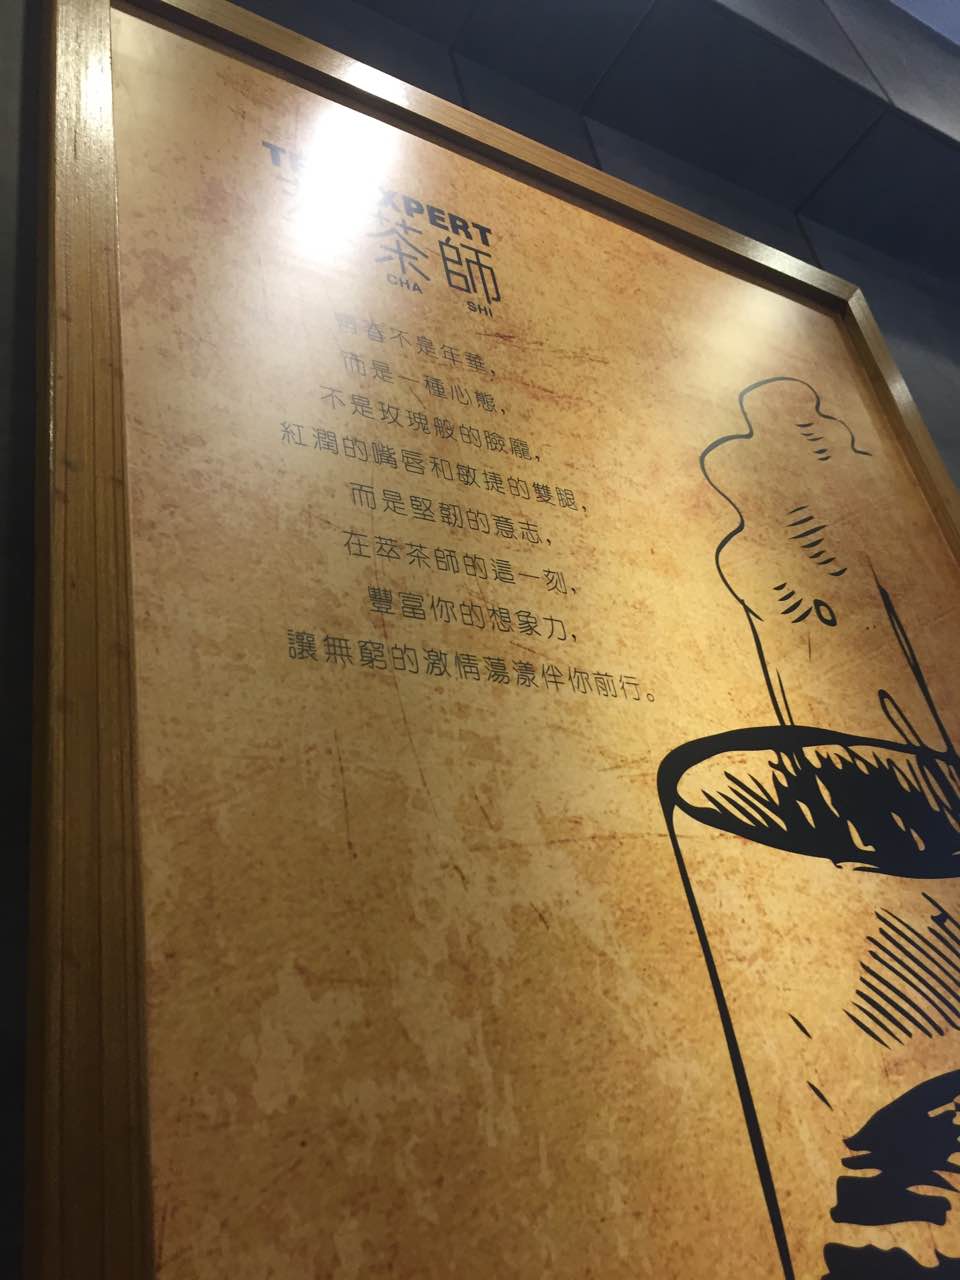 XPERT
茶師
CHA SHI
青春不是年華，
而是一種心態，
不是玫瑰般的臉龐，
紅潤的嘴唇和敏捷的雙腿，
而是堅韌的意志，
在萃茶師的這一刻，
豐富你的想象力，
讓無窮的激情蕩漾伴你前行。